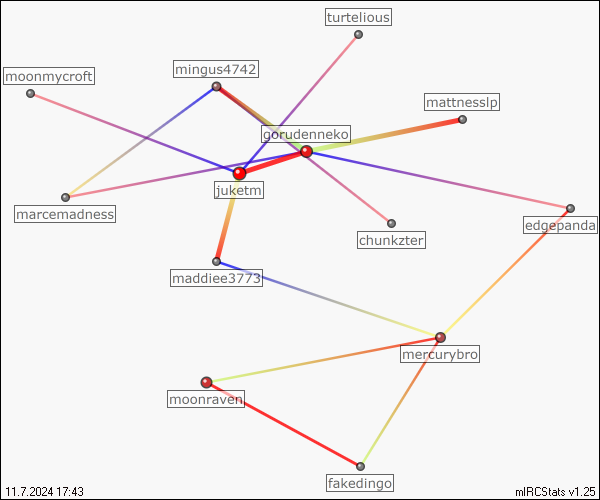 turtelious
mingus4742
moonmycroft
mattnesslp
gorudenneko
juketm
marcemadness
edgepanda
chunkzter
maddiee3773
mercurybro
moonraven
fakedingo
11.7.2024 17:43
mIRCStats v1.25